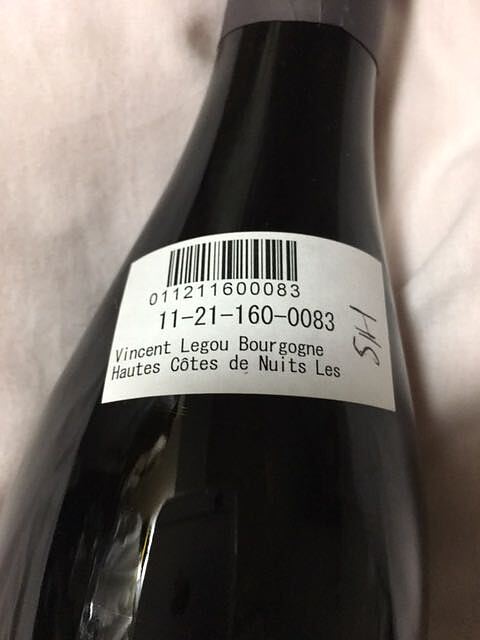 011211600083
11-21-160-0083
Vincent Legou Bourgogne
Hautes Côtes de Nuits Les